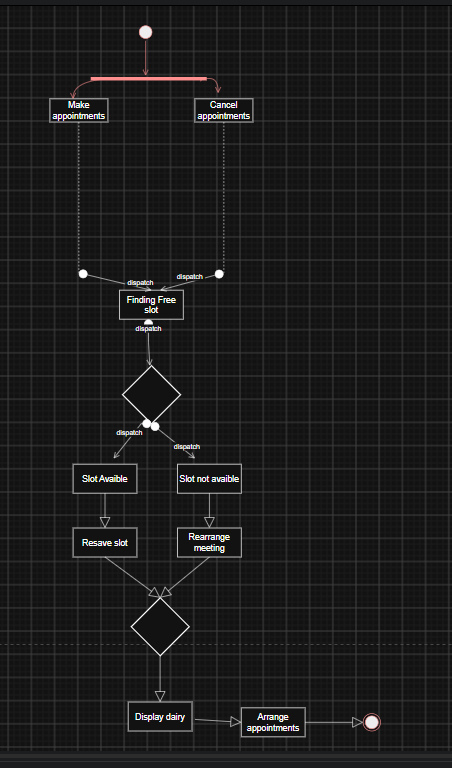 Make
appointments
Cancel
appointments
dispatch
dispatch
Finding Free
slot
dispatch
dispatch
dispatch
Slot Avaible
Slot not avaible
Resave slot
Rearrange
meeting
Display dairy
Arrange
appointments